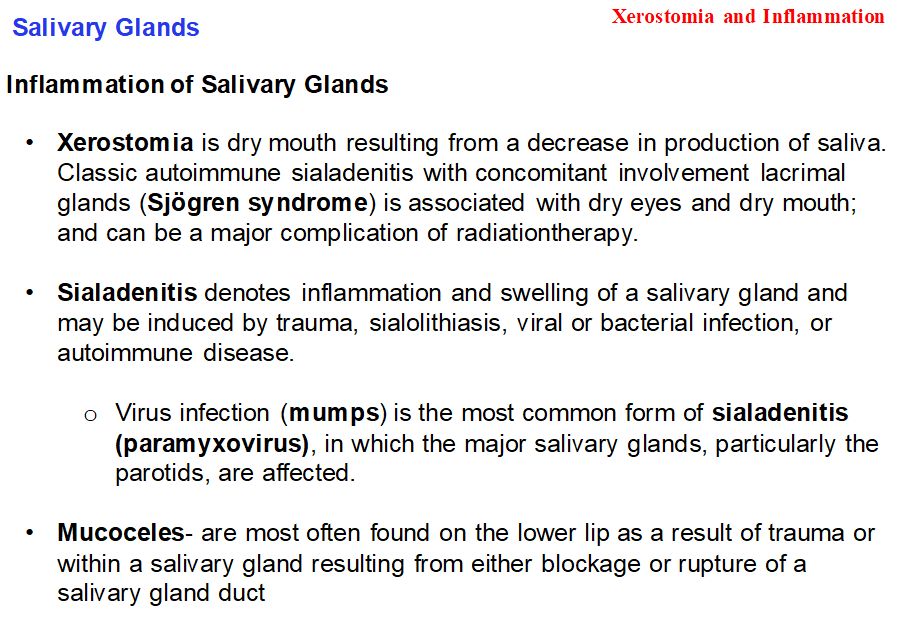 Salivary Glands
Xerostomia and Inflammation
Inflammation of Salivary Glands
• Xerostomia is dry mouth resulting from a decrease in production of saliva.
Classic autoimmune sialadenitis with concomitant involvement lacrimal
glands (Sjögren syndrome) is associated with dry eyes and dry mouth;
and can be a major complication of radiationtherapy.
• Sialadenitis denotes inflammation and swelling of a salivary gland and
may be induced by trauma, sialolithiasis, viral or bacterial infection, or
autoimmune disease.
o Virus infection (mumps) is the most common form of sialadenitis
(paramyxovirus), in which the major salivary glands, particularly the
parotids, are affected.
• Mucoceles- are most often found on the lower lip as a result of trauma or
within a salivary gland resulting from either blockage or rupture of a
salivary gland duct